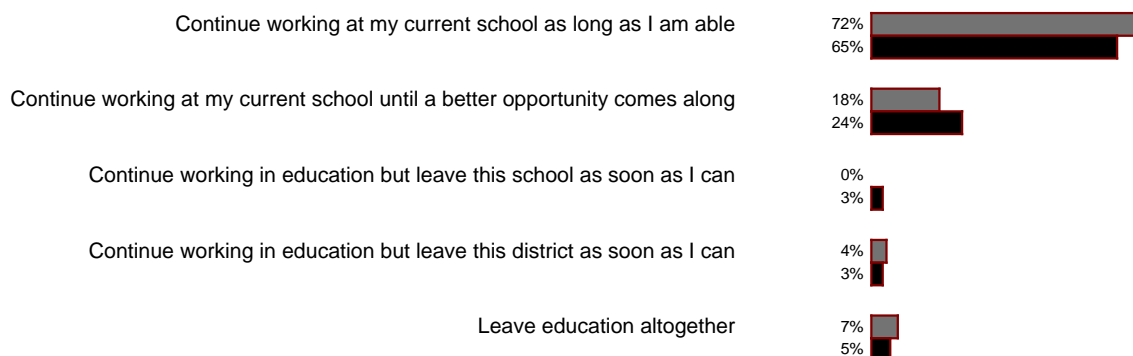 Continue working at my current school as long as I am able
72%
65%
Continue working at my current school until a better opportunity comes along
18%
24%
Continue working in education but leave this school as soon as I can
0%
3%
Continue working in education but leave this district as soon as I can
4%
3%
Leave education altogether
7%
5%